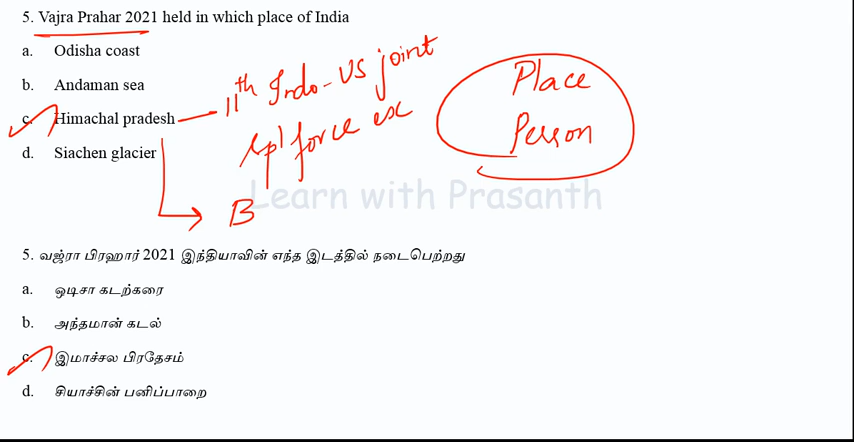 5. Vajra Prahar 2021 held in which place of India
a. Odisha coast
b. Andaman sea
c. Himachal pradesh
d. Siachen glacier
11th Indo-US joint
spl force ex
Place
Person
B
Learn with Prasanth
5. வஜ்ரா பிரஹார் 2021 இந்தியாவின் எந்த இடத்தில் நடைபெற்றது
a. ஒடிசா கடற்கரை
b. அந்தமான் கடல்
c. இமாச்சல பிரதேசம்
d. சியாச்சின் பனிப்பாறை